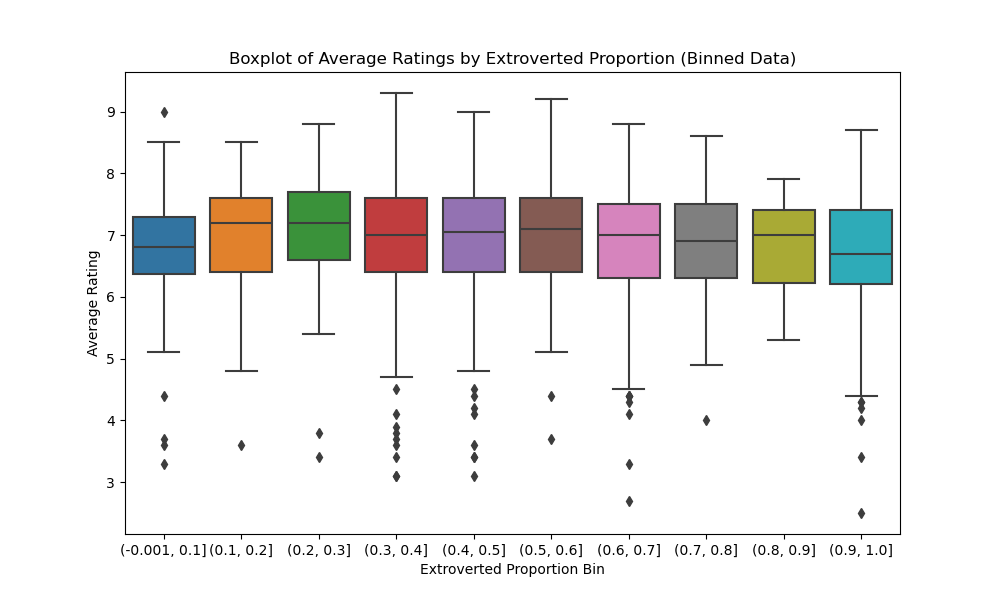 Boxplot of Average Ratings by Extroverted Proportion (Binned Data)
Average Rating
9
8
7
6
5
4
3
(-0.001, 0.1] (0.1, 0.2] (0.2, 0.3] (0.3, 0.4] (0.4, 0.5] (0.5, 0.6] (0.6, 0.7] (0.7, 0.8] (0.8, 0.9] (0.9, 1.0]
Extroverted Proportion Bin